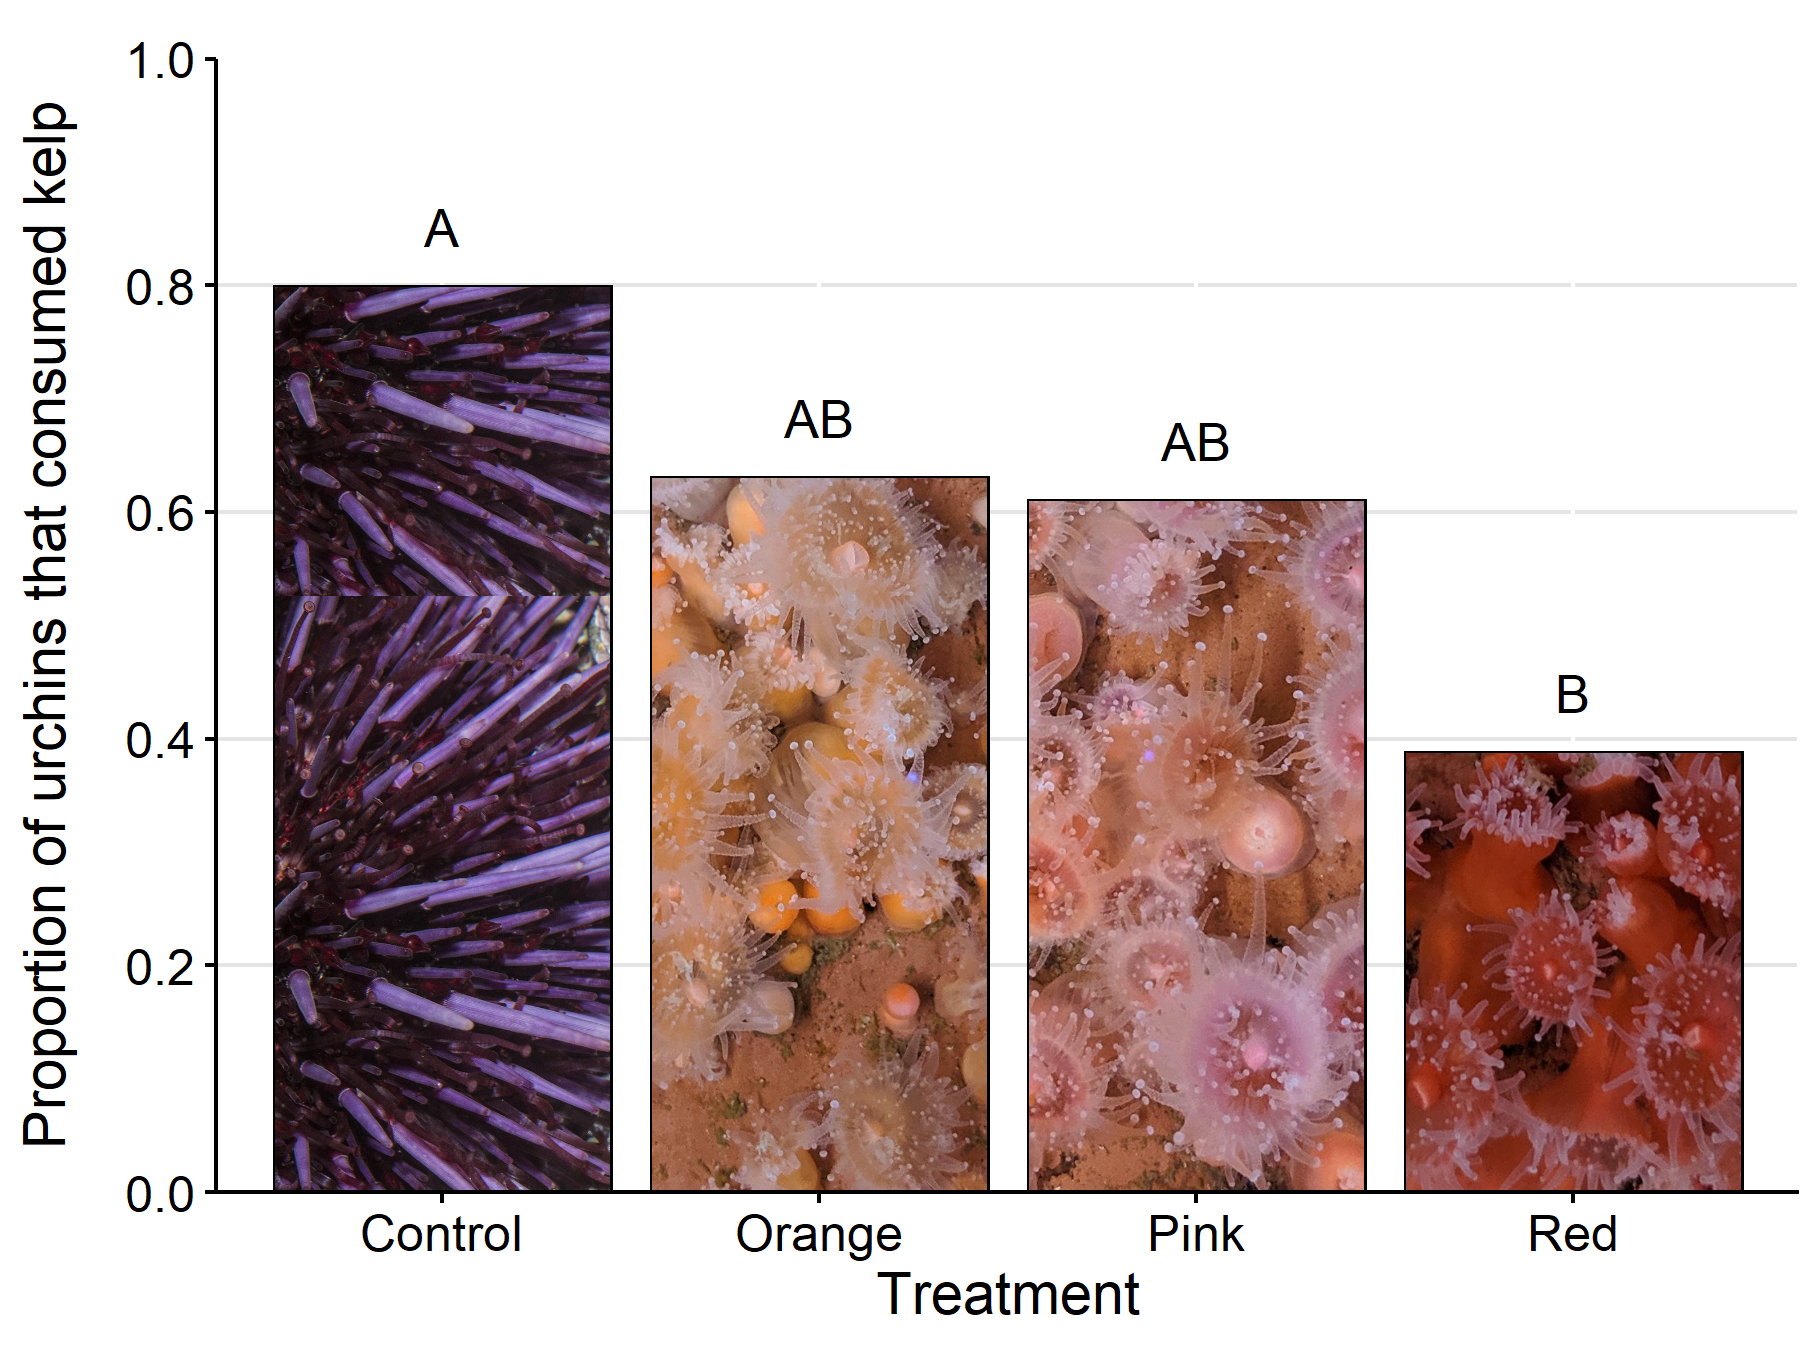 Proportion of urchins that consumed kelp
1.0
0.8
0.6
0.4
0.2
0.0
A
AB
AB
B
Control
Orange
Pink
Red
Treatment